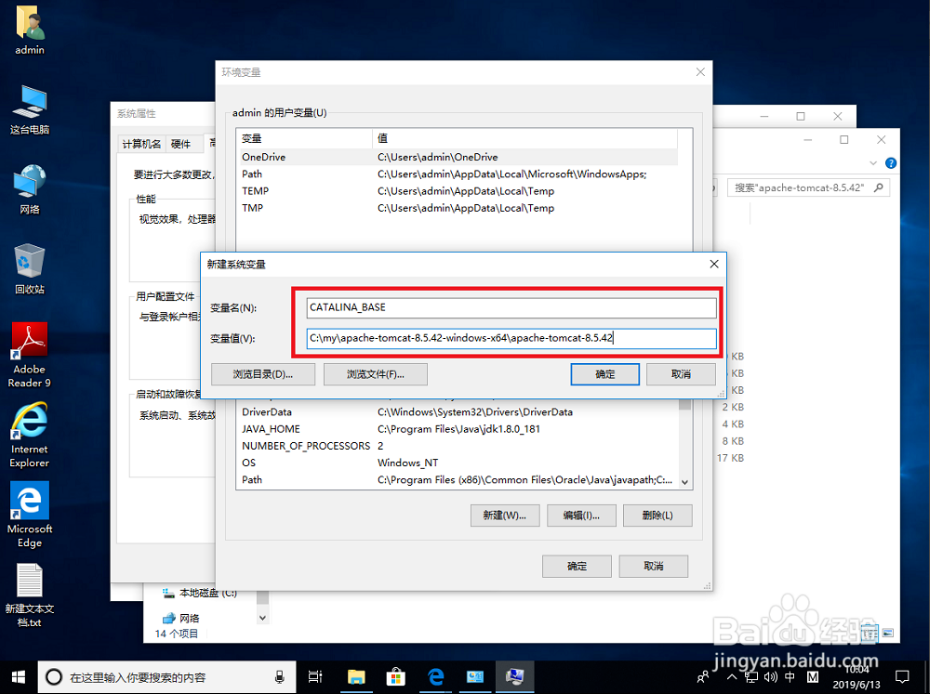 admin
这台电脑
网络
回收站
Adobe
Reader 9
Internet
Explorer
Microsoft
Edge
新建文本文
档.txt
系统属性
计算机名 硬件
要进行大多数更改,
性能
视觉效果，处理器
用户配置文件
与登录帐户相关
启动和故障恢复
系统启动、系统故
环境变量
admin 的用户变量(U)
变量 值
OneDrive C:\Users\admin\OneDrive
Path C:\Users\admin\AppData\Local\Microsoft\WindowsApps;
TEMP C:\Users\admin\AppData\Local\Temp
TMP C:\Users\admin\AppData\Local\Temp
搜索"apache-tomcat-8.5.42"
新建系统变量
变量名(N): CATALINA_BASE
变量值(V): C:\my\apache-tomcat-8.5.42-windows-x64\apache-tomcat-8.5.42
浏览目录(D)... 浏览文件(F)... 确定 取消
DriverData C:\Windows\System32\Drivers\DriverData
JAVA_HOME C:\Program Files\Java\jdk1.8.0_181
NUMBER_OF_PROCESSORS 2
OS Windows_NT
Path C:\Program Files (x86)\Common Files\Oracle\Java\javapath;C:...
新建(W)... 编辑(I)... 删除(L)
确定 取消
KB
KB
KB
2 KB
4 KB
8 KB
17 KB
本地磁盘 (C:)
网络
14 个项目
Baidu 经验
jingyan.baidu.com
在这里输入你要搜索的内容
中 M
10:04
2019/6/13